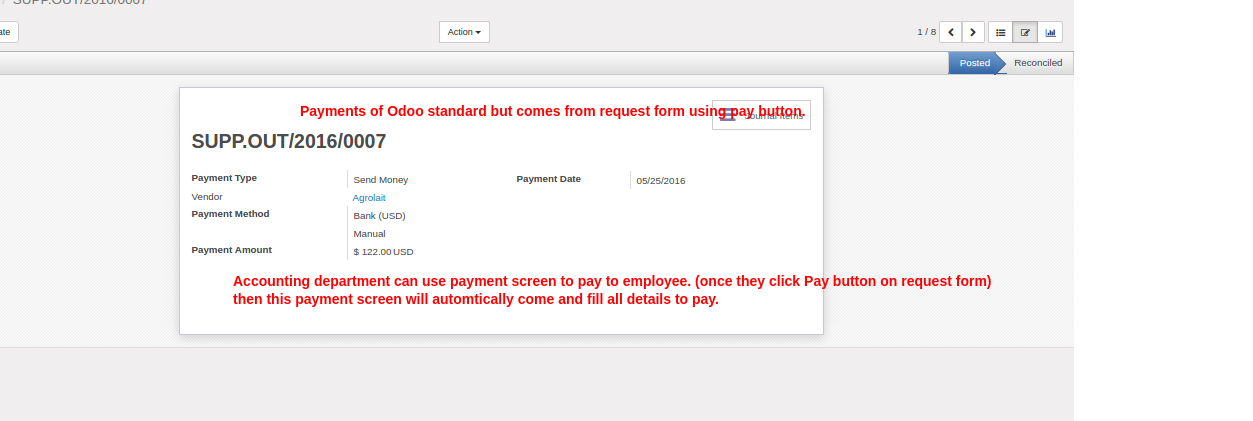 / SUPP.OUT/2016/0007
ate
Action
1 / 8
Posted
Reconciled
Payments of Odoo standard but comes from request form using pay button.
Journal Items
SUPP.OUT/2016/0007
Payment Type
Send Money
Payment Date
05/25/2016
Vendor
Agrolait
Payment Method
Bank (USD)
Manual
Payment Amount
$ 122.00 USD
Accounting department can use payment screen to pay to employee. (once they click Pay button on request form)
then this payment screen will automtically come and fill all details to pay.